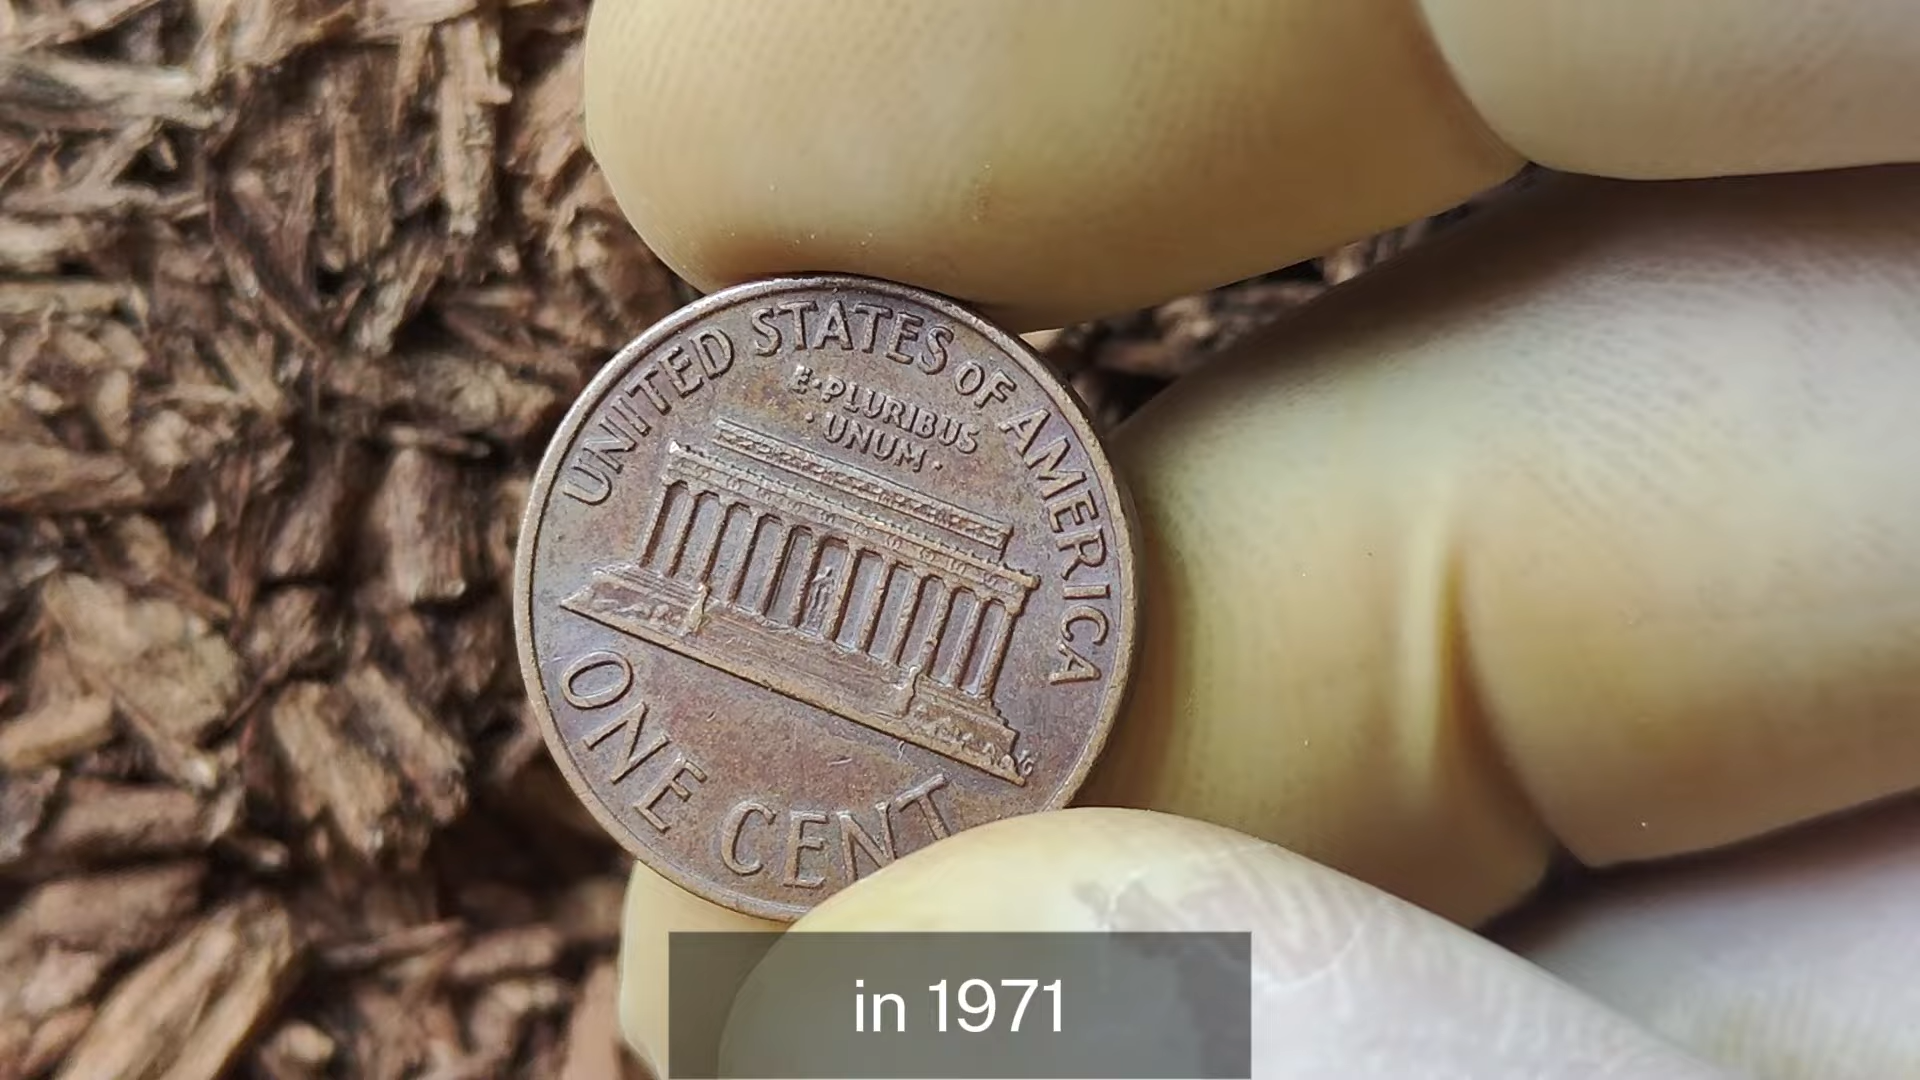 UNITED STATES OF AMERICA
E·PLURIBUS
·UNUM·
ONE CENT
in 1971